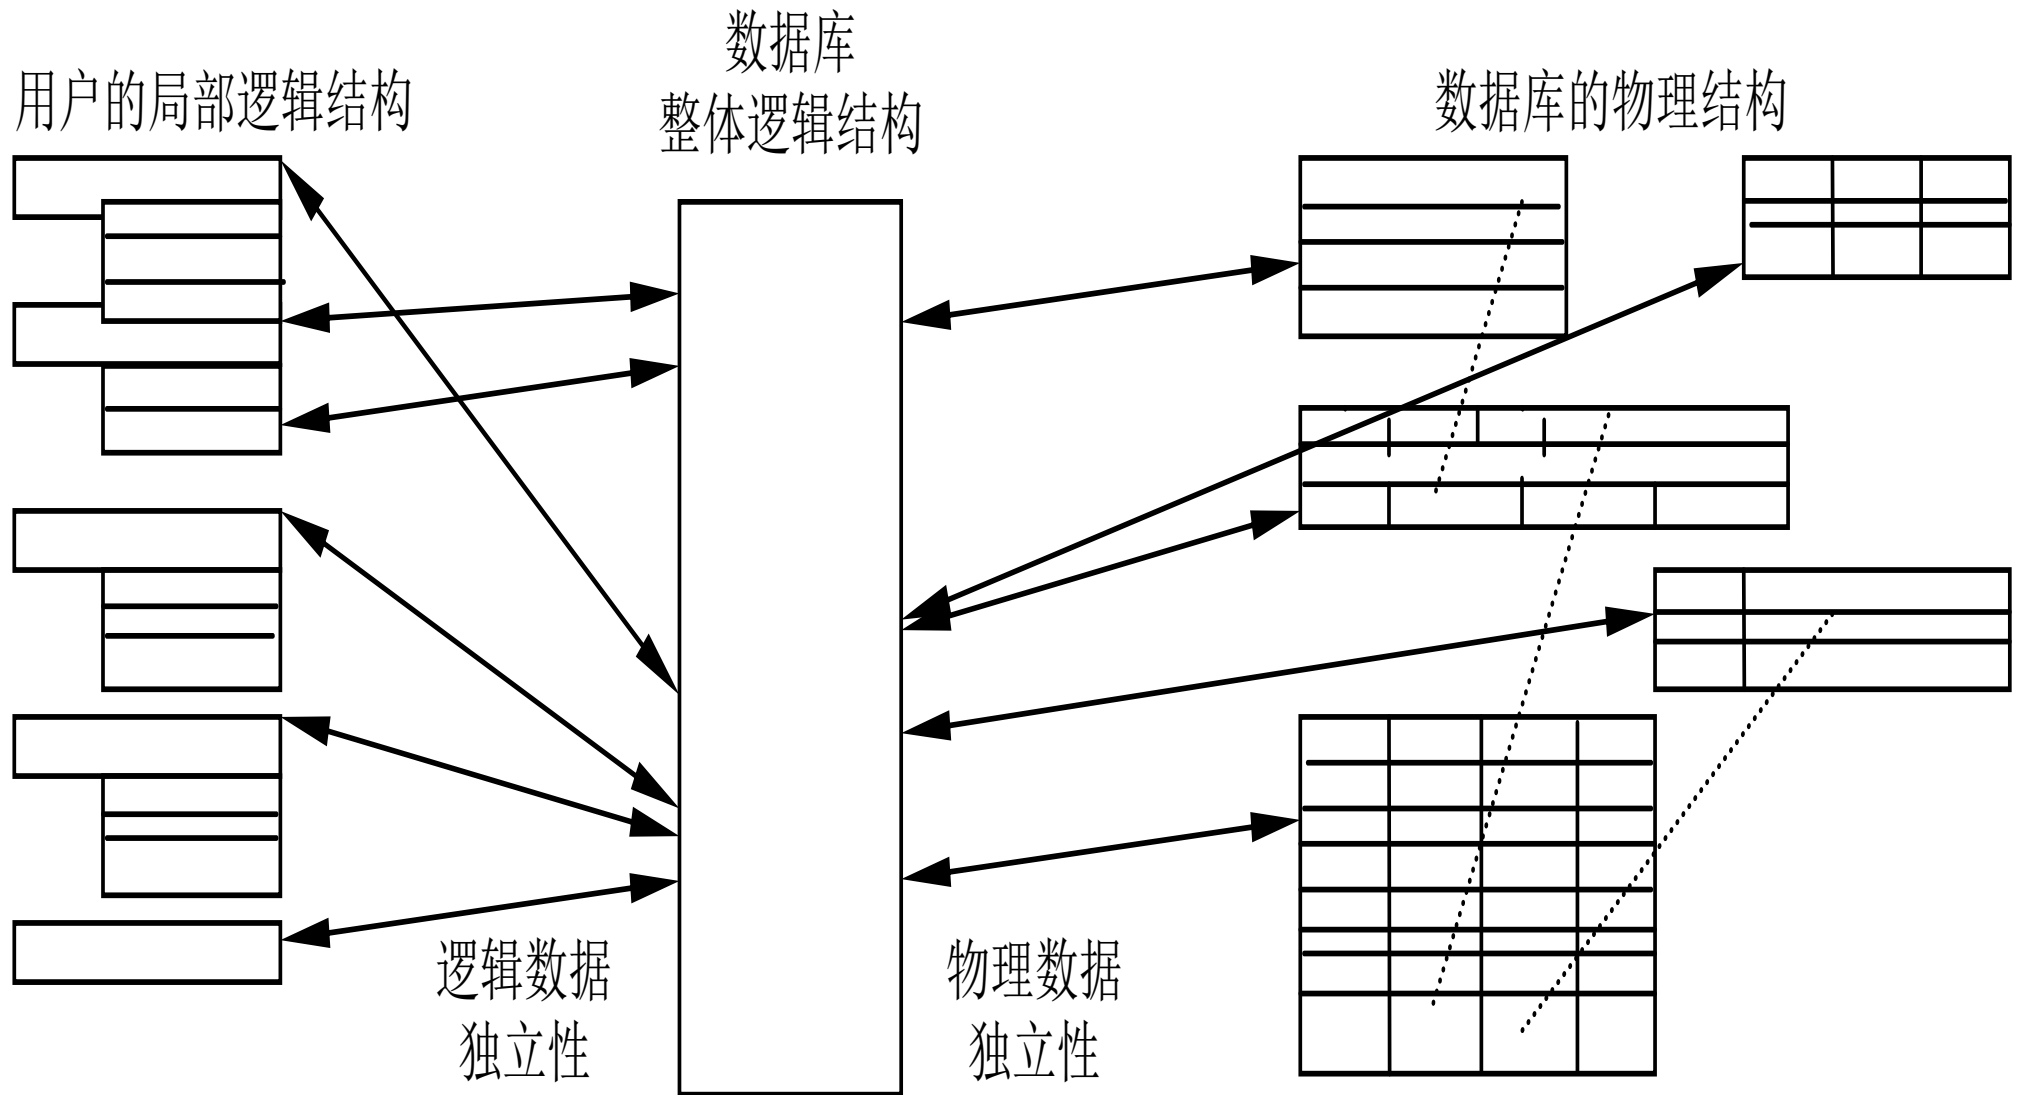 用户的局部逻辑结构
数据库
整体逻辑结构
数据库的物理结构
逻辑数据
独立性
物理数据
独立性